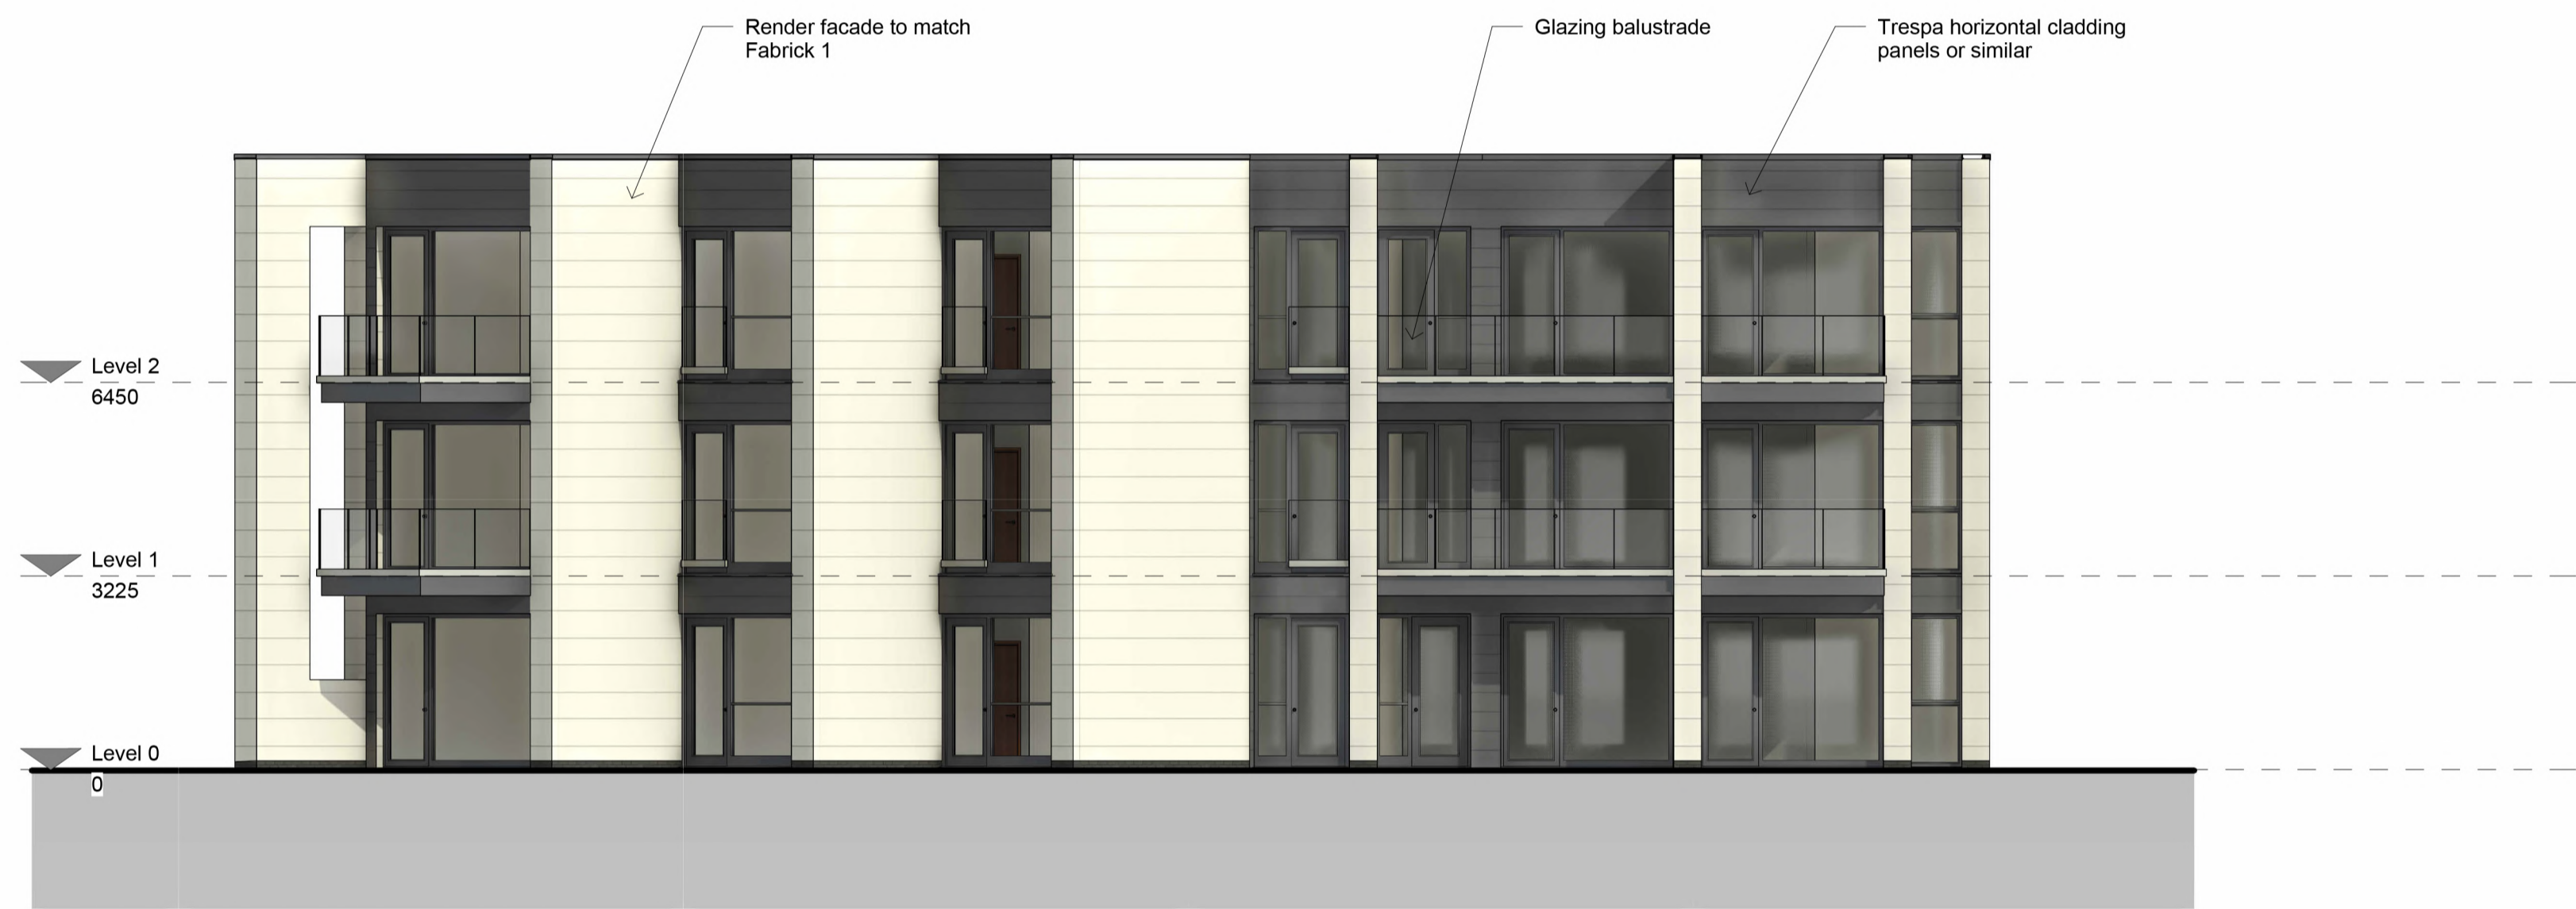 Render facade to match
Fabrick 1
Glazing balustrade
Trespa horizontal cladding
panels or similar
Level 2
6450
Level 1
3225
Level 0
0